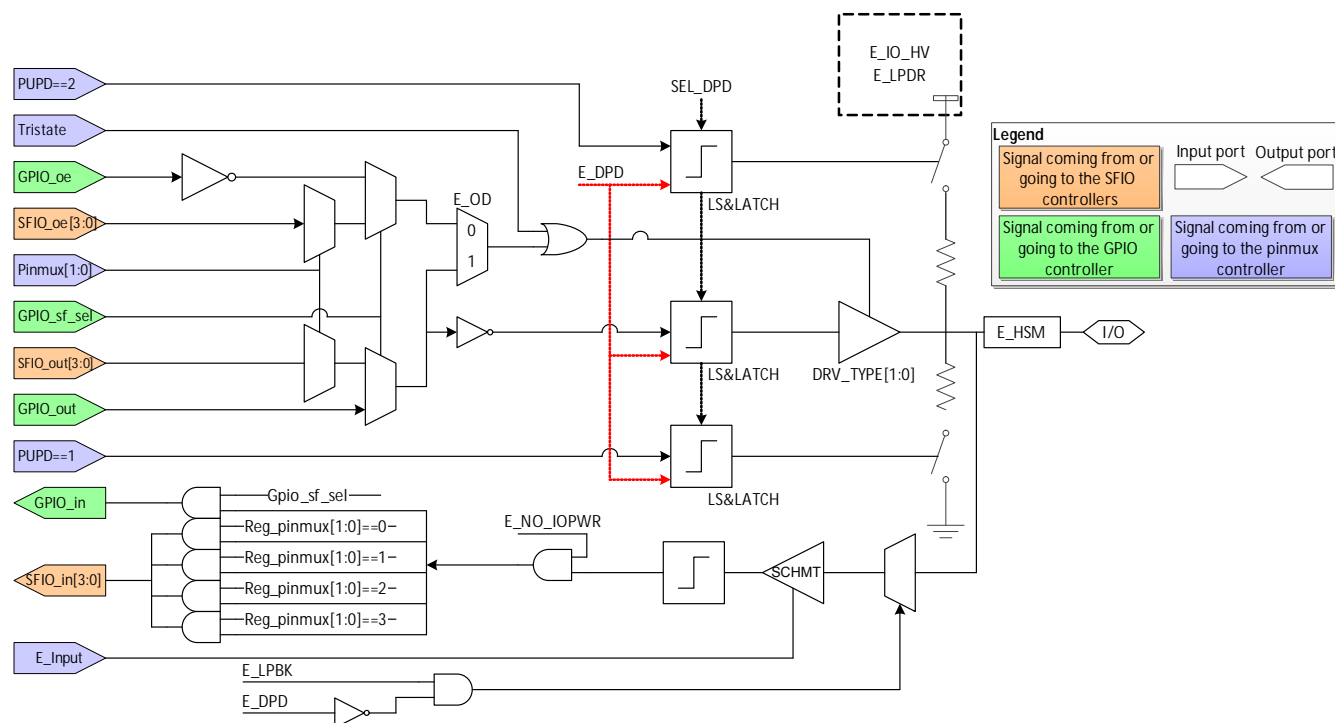 E_IO_HV
E_LPDR
PUPD==2
SEL_DPD
Tristate
Legend
Signal coming from or
going to the SFIO
controllers
Input port
Output port
GPIO_oe
E_DPD
LS&LATCH
SFIO_oe[3:0]
E_OD
0
1
Signal coming from or
going to the GPIO
controller
Signal coming from or
going to the pinmux
controller
Pinmux[1:0]
GPIO_sf_sel
E_HSM
I/O
SFIO_out[3:0]
LS&LATCH
DRV_TYPE[1:0]
GPIO_out
PUPD==1
LS&LATCH
GPIO_in
Gpio_sf_sel
Reg_pinmux[1:0]==0
E_NO_IOPWR
Reg_pinmux[1:0]==1
SFIO_in[3:0]
Reg_pinmux[1:0]==2
SCHMT
Reg_pinmux[1:0]==3
E_Input
E_LPBK
E_DPD